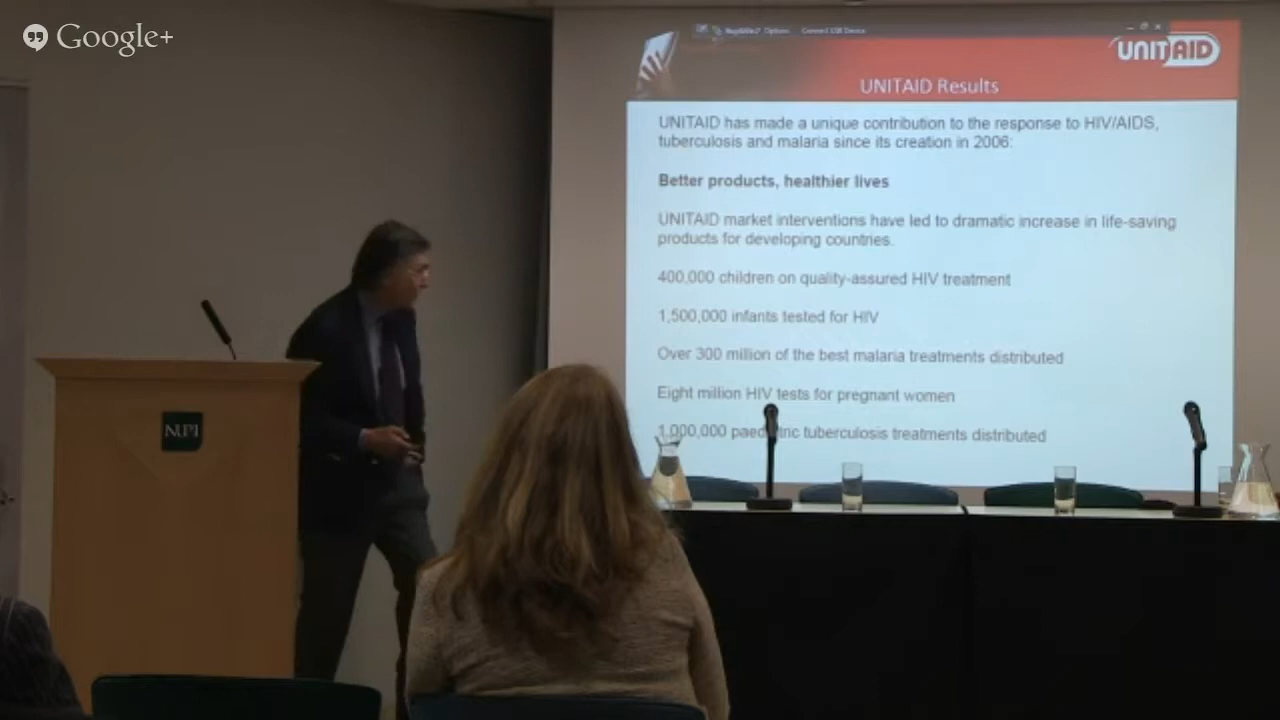 Google+
Options Connect USB Device
UNITAID
UNITAID Results
UNITAID has made a unique contribution to the response to HIV/AIDS,
tuberculosis and malaria since its creation in 2006:
Better products, healthier lives
UNITAID market interventions have led to dramatic increase in life-saving
products for developing countries.
400,000 children on quality-assured HIV treatment
1,500,000 infants tested for HIV
Over 300 million of the best malaria treatments distributed
Eight million HIV tests for pregnant women
1,000,000 paediatric tuberculosis treatments distributed
NPI